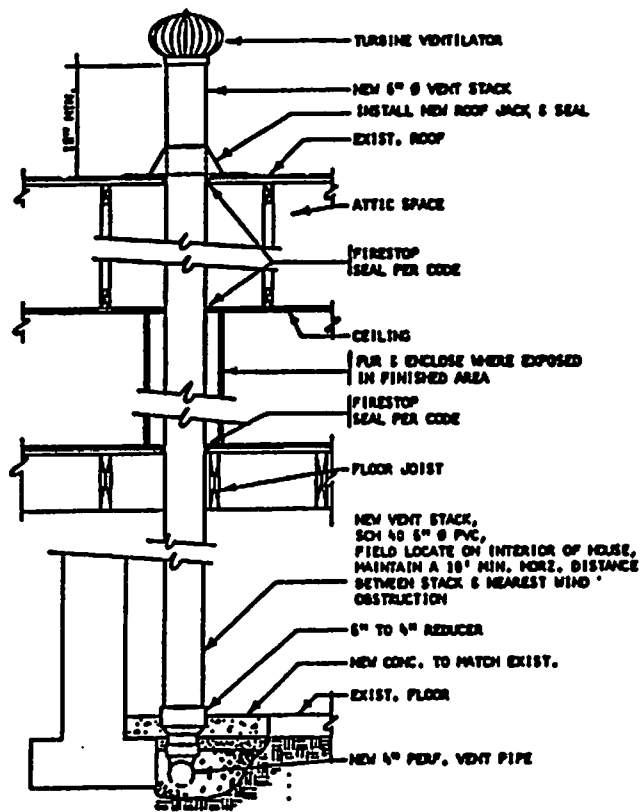 TURBINE VENTILATOR
NEW 6" Ø VENT STACK
INSTALL NEW ROOF JACK & SEAL
EXIST. ROOF
18" MIN.
ATTIC SPACE
FIRESTOP
SEAL PER CODE
CEILING
FUR & ENCLOSE WHERE EXPOSED
IN FINISHED AREA
FIRESTOP
SEAL PER CODE
FLOOR JOIST
NEW VENT STACK,
SCH 40 6" Ø PVC,
FIELD LOCATE ON INTERIOR OF HOUSE,
MAINTAIN A 10' MIN. HORZ. DISTANCE
BETWEEN STACK & NEAREST WIND
OBSTRUCTION
6" TO 4" REDUCER
NEW CONC. TO MATCH EXIST.
EXIST. FLOOR
NEW 4" PERF. VENT PIPE